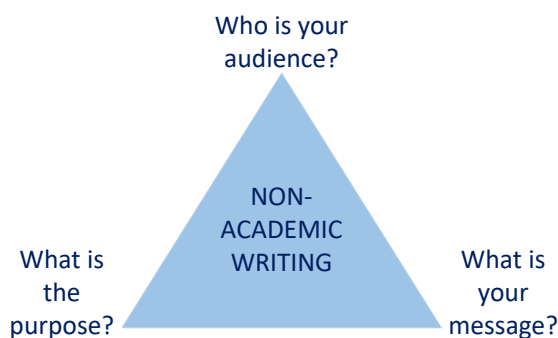 Who is your
audience?
NON-
ACADEMIC
WRITING
What is
the
purpose?
What is
your
message?